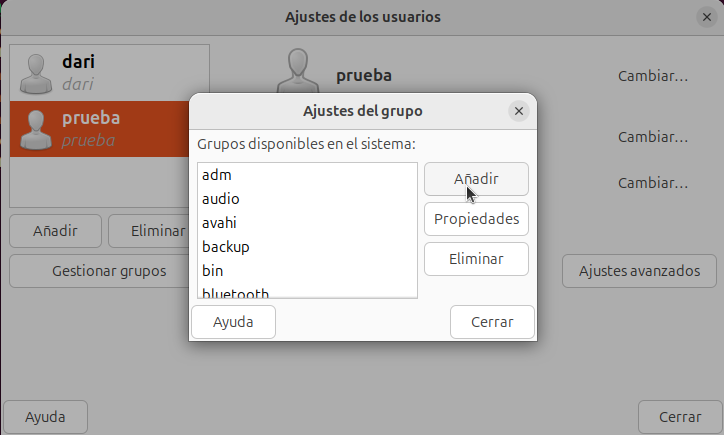 Ajustes de los usuarios
dari
dari
prueba
prueba
prueba
Cambiar...
Cambiar...
Cambiar...
Añadir
Eliminar
Gestionar grupos
Ajustes avanzados
Ayuda
Cerrar
Ajustes del grupo
Grupos disponibles en el sistema:
adm
audio
avahi
backup
bin
bluetooth
Añadir
Propiedades
Eliminar
Ayuda
Cerrar